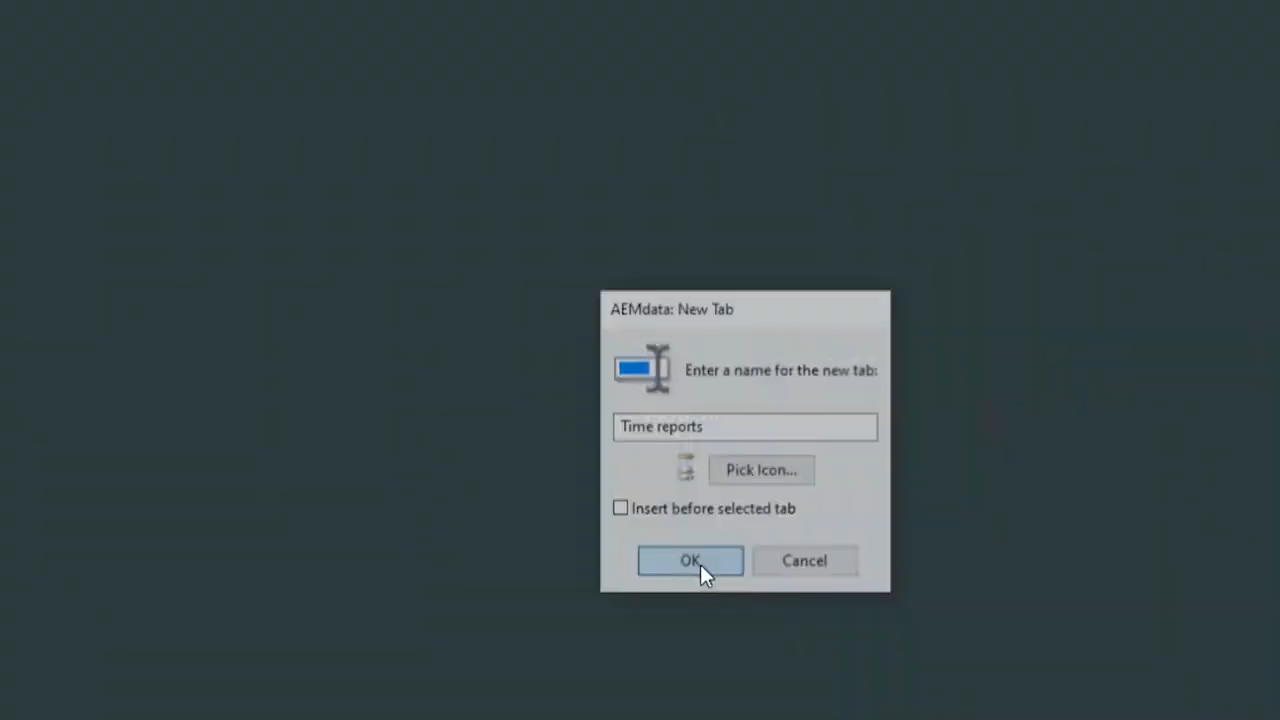 AEMdata: New Tab
Enter a name for the new tab:
Time reports
Pick Icon...
Insert before selected tab
OK
Cancel